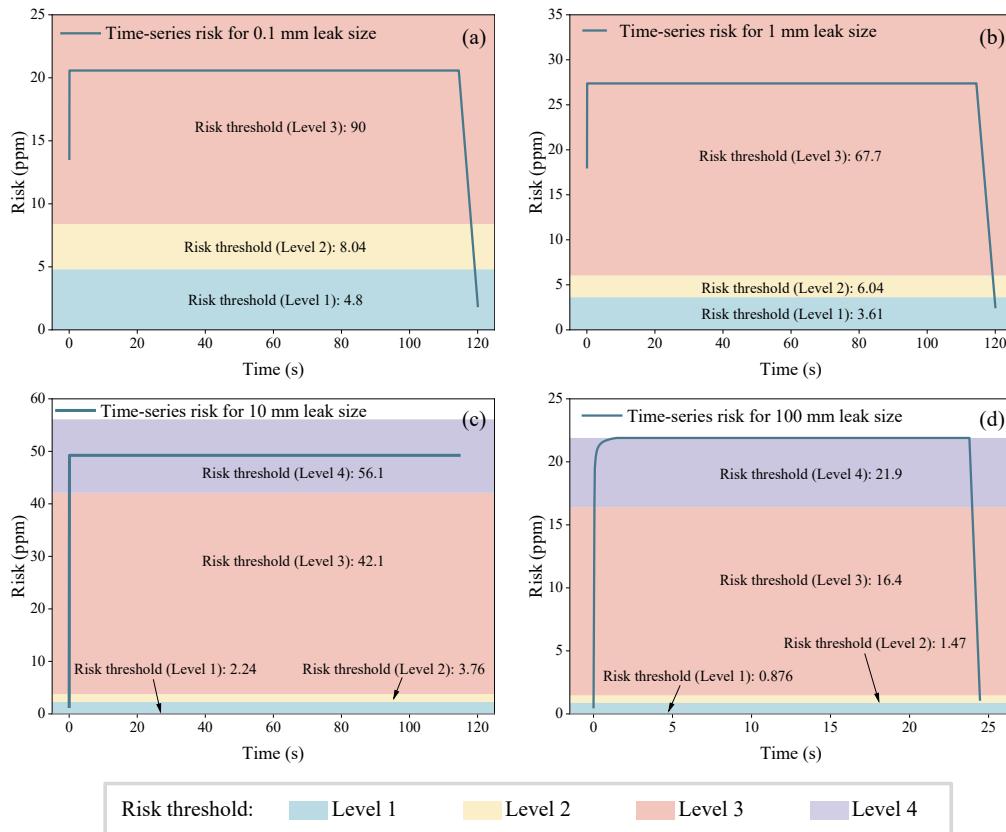 Time-series risk for 0.1 mm leak size
(a)
Risk threshold (Level 3): 90
Risk threshold (Level 2): 8.04
Risk threshold (Level 1): 4.8
Risk (ppm)
0
5
10
15
20
25
0 20 40 60 80 100 120
Time (s)
Time-series risk for 1 mm leak size
(b)
Risk threshold (Level 3): 67.7
Risk threshold (Level 2): 6.04
Risk threshold (Level 1): 3.61
Risk (ppm)
0
5
10
15
20
25
30
35
0 20 40 60 80 100 120
Time (s)
Time-series risk for 10 mm leak size
(c)
Risk threshold (Level 4): 56.1
Risk threshold (Level 3): 42.1
Risk threshold (Level 1): 2.24
Risk threshold (Level 2): 3.76
Risk (ppm)
0
10
20
30
40
50
60
0 20 40 60 80 100 120
Time (s)
Time-series risk for 100 mm leak size
(d)
Risk threshold (Level 4): 21.9
Risk threshold (Level 3): 16.4
Risk threshold (Level 2): 1.47
Risk threshold (Level 1): 0.876
Risk (ppm)
0
5
10
15
20
25
0 5 10 15 20 25
Time (s)
Risk threshold: Level 1 Level 2 Level 3 Level 4